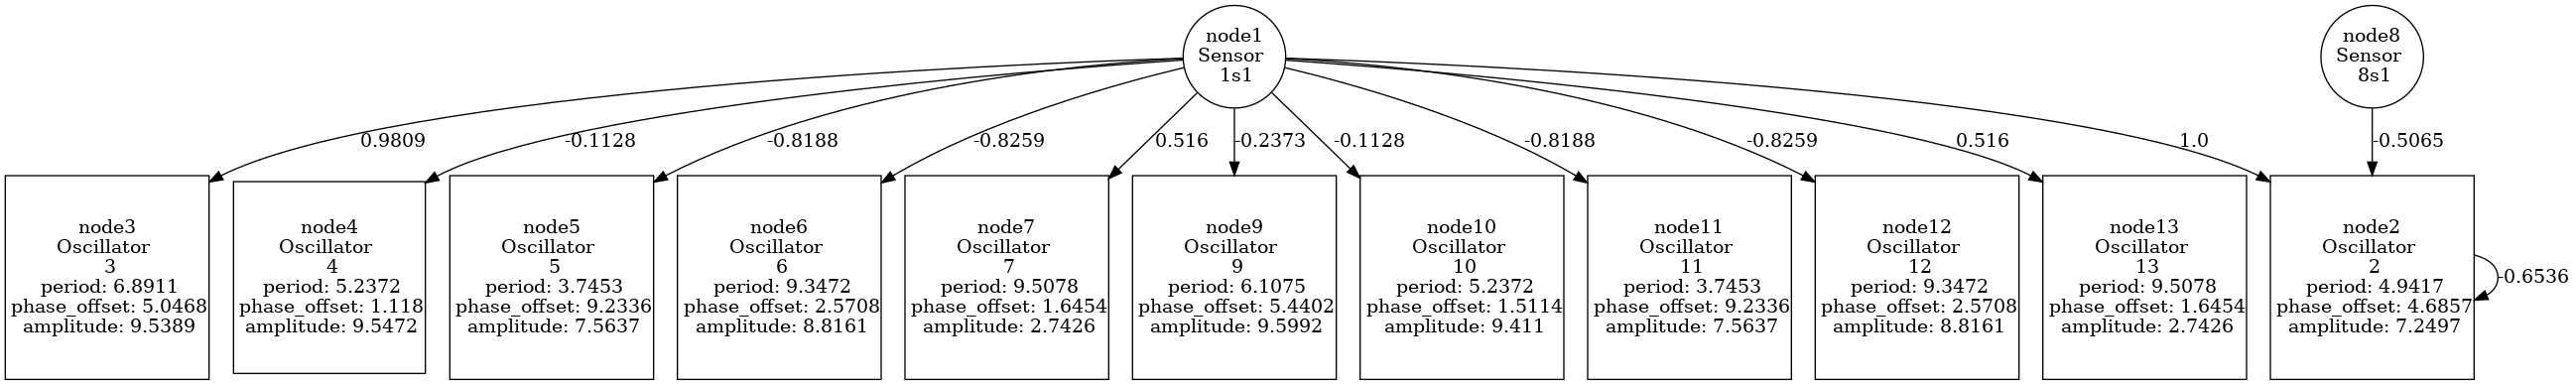 node1
Sensor
1s1
node8
Sensor
8s1
0.9809
-0.1128
-0.8188
-0.8259
0.516
-0.2373
-0.1128
-0.8188
-0.8259
0.516
1.0
-0.5065
node3
Oscillator
3
period: 6.8911
phase_offset: 5.0468
amplitude: 9.5389
node4
Oscillator
4
period: 5.2372
phase_offset: 1.118
amplitude: 9.5472
node5
Oscillator
5
period: 3.7453
phase_offset: 9.2336
amplitude: 7.5637
node6
Oscillator
6
period: 9.3472
phase_offset: 2.5708
amplitude: 8.8161
node7
Oscillator
7
period: 9.5078
phase_offset: 1.6454
amplitude: 2.7426
node9
Oscillator
9
period: 6.1075
phase_offset: 5.4402
amplitude: 9.5992
node10
Oscillator
10
period: 5.2372
phase_offset: 1.5114
amplitude: 9.411
node11
Oscillator
11
period: 3.7453
phase_offset: 9.2336
amplitude: 7.5637
node12
Oscillator
12
period: 9.3472
phase_offset: 2.5708
amplitude: 8.8161
node13
Oscillator
13
period: 9.5078
phase_offset: 1.6454
amplitude: 2.7426
node2
Oscillator
2
period: 4.9417
phase_offset: 4.6857
amplitude: 7.2497
-0.6536